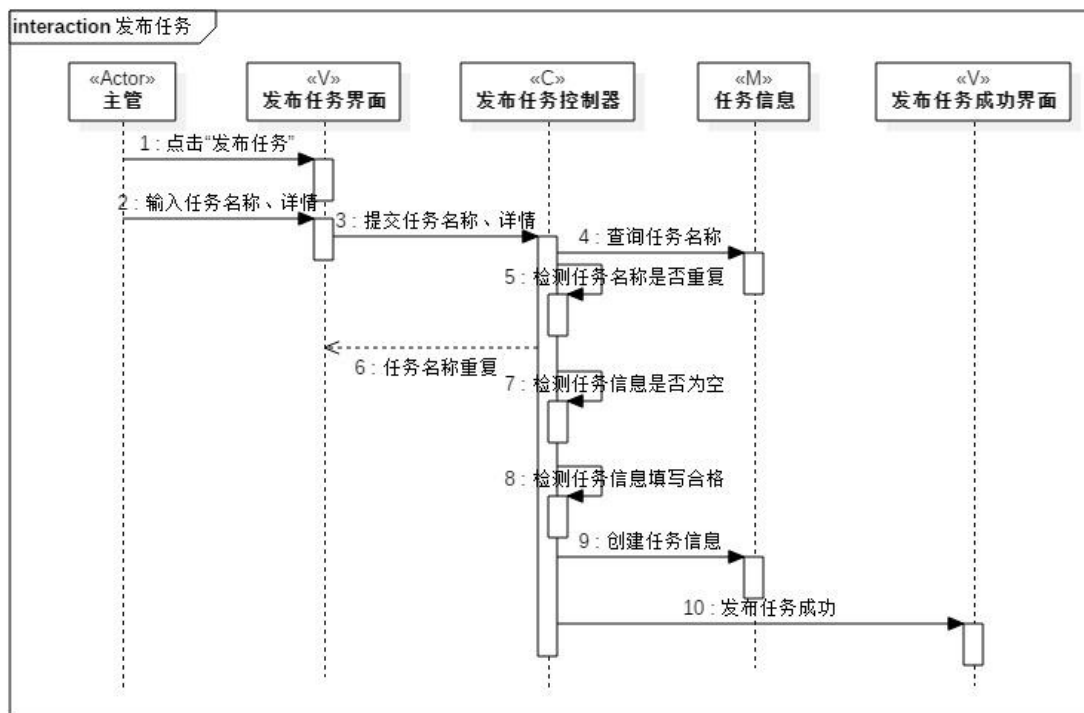 interaction 发布任务
«Actor»
主管
«V»
发布任务界面
«C»
发布任务控制器
«M»
任务信息
«V»
发布任务成功界面
1 : 点击“发布任务”
2 : 输入任务名称、详情
3 : 提交任务名称、详情
4 : 查询任务名称
5 : 检测任务名称是否重复
6 : 任务名称重复
7 : 检测任务信息是否为空
8 : 检测任务信息填写合格
9 : 创建任务信息
10 : 发布任务成功